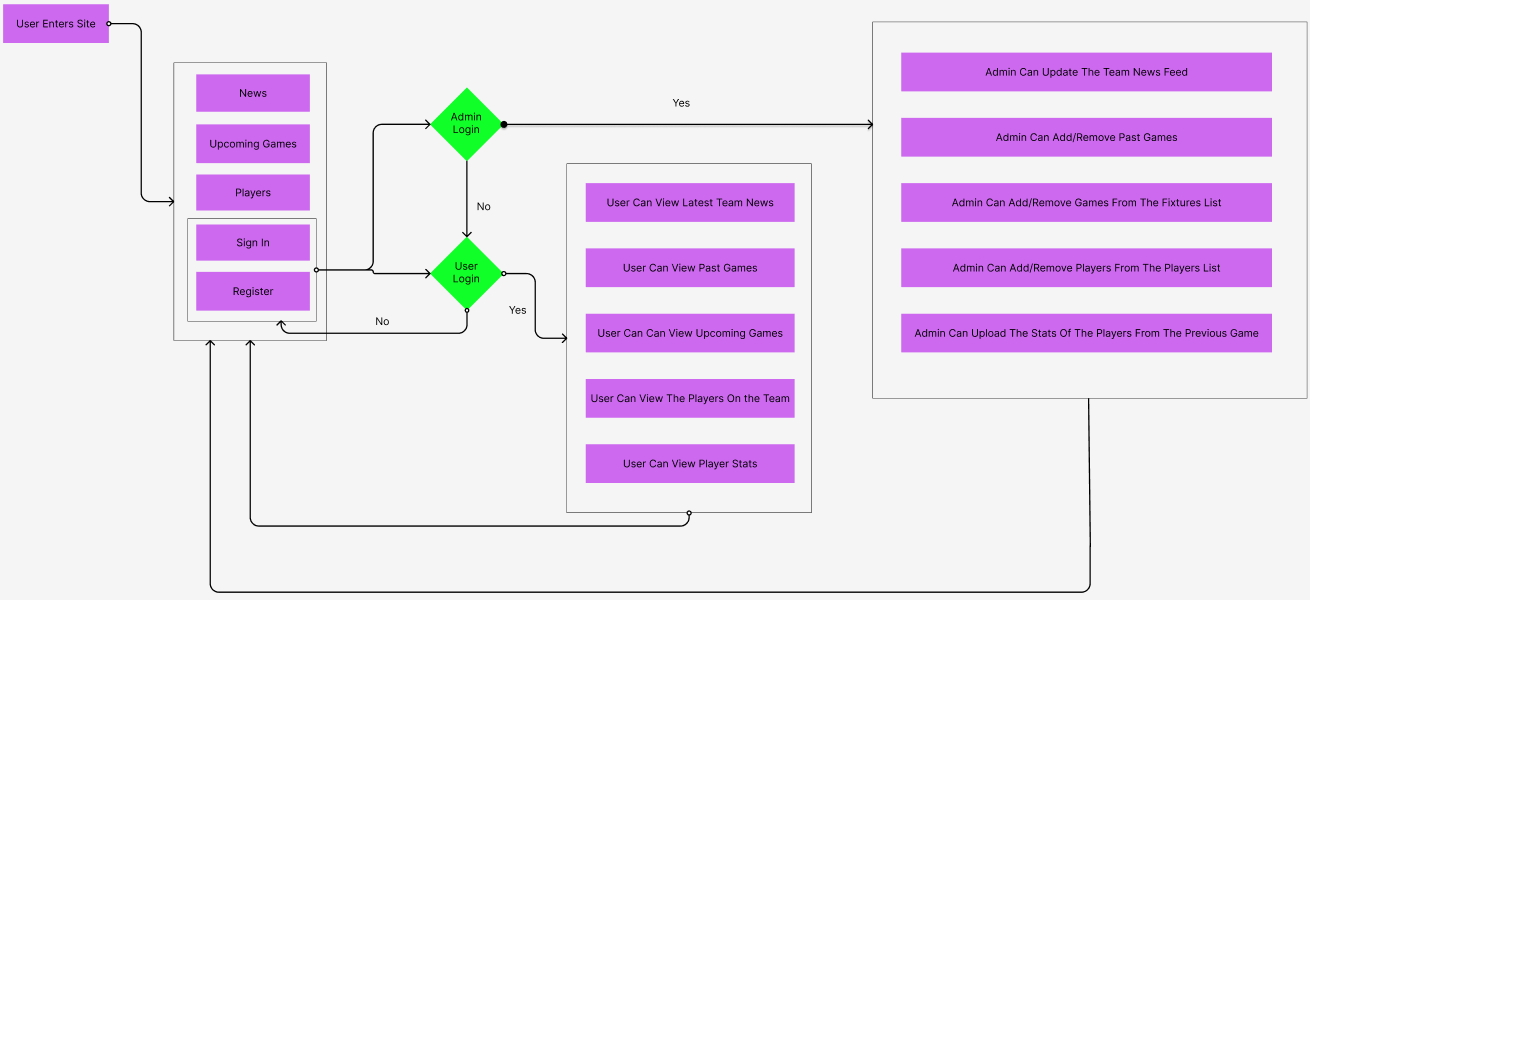 User Enters Site
News
Upcoming Games
Players
Sign In
Register
Admin
Login
Yes
No
User
Login
Yes
No
User Can View Latest Team News
User Can View Past Games
User Can Can View Upcoming Games
User Can View The Players On the Team
User Can View Player Stats
Admin Can Update The Team News Feed
Admin Can Add/Remove Past Games
Admin Can Add/Remove Games From The Fixtures List
Admin Can Add/Remove Players From The Players List
Admin Can Upload The Stats Of The Players From The Previous Game